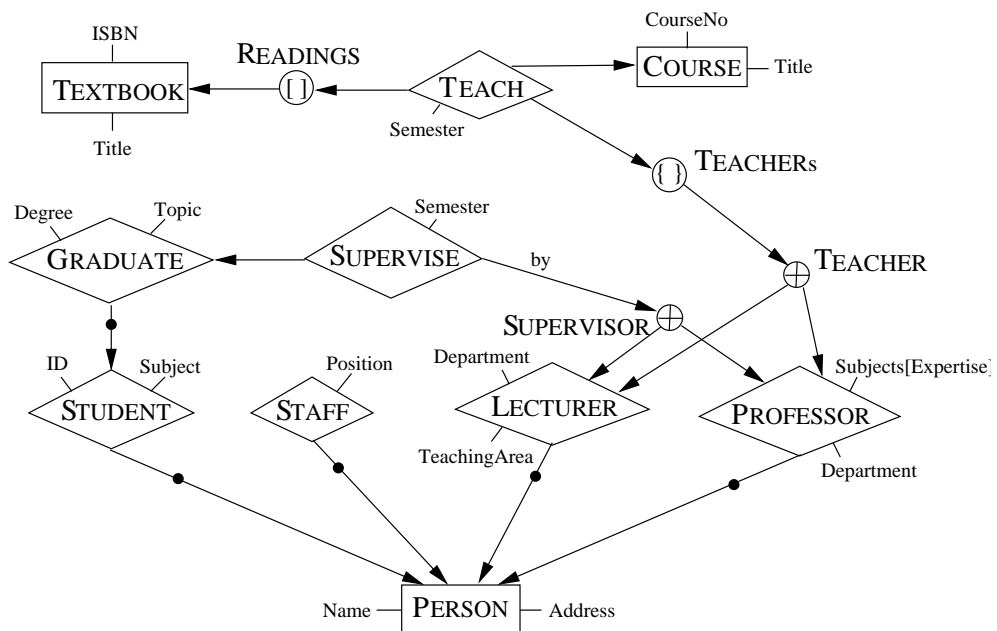 CourseNo
ISBN
READINGS
TEXTBOOK
[ ]
TEACH
COURSE
Title
Semester
Title
TEACHERs
{ }
Degree
Topic
Semester
GRADUATE
SUPERVISE
by
TEACHER
SUPERVISOR
ID
Subject
Position
Department
Subjects[Expertise]
STUDENT
STAFF
LECTURER
PROFESSOR
TeachingArea
Department
Name
PERSON
Address